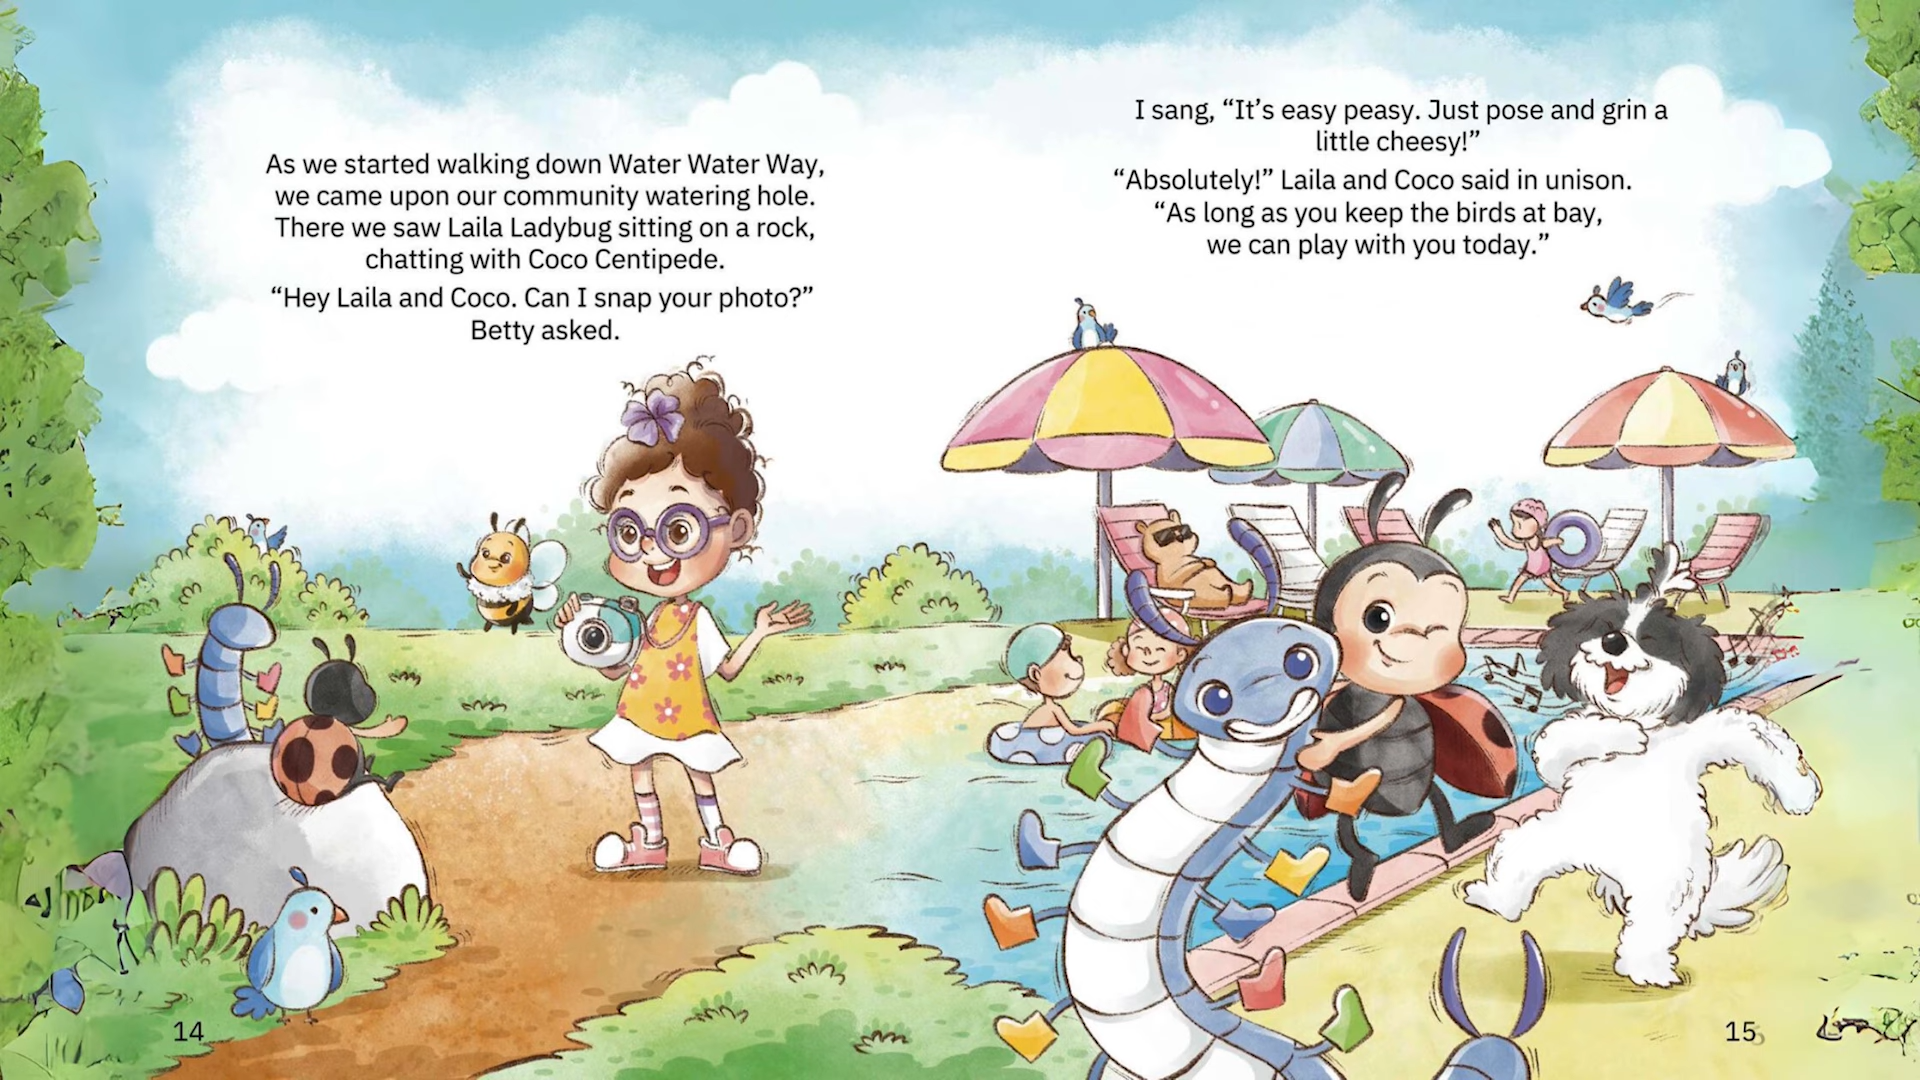 As we started walking down Water Water Way,
we came upon our community watering hole.
There we saw Laila Ladybug sitting on a rock,
chatting with Coco Centipede.
“Hey Laila and Coco. Can I snap your photo?”
Betty asked.
14
I sang, “It’s easy peasy. Just pose and grin a
little cheesy!”
“Absolutely!” Laila and Coco said in unison.
“As long as you keep the birds at bay,
we can play with you today.”
15